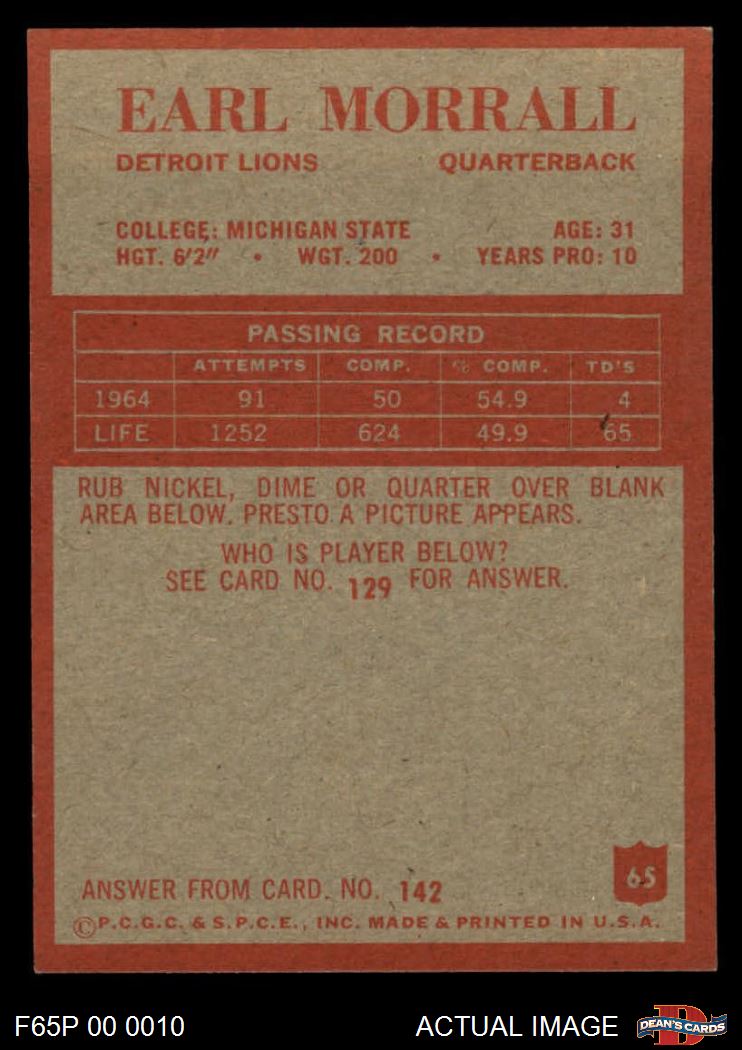 EARL MORRALL
DETROIT LIONS QUARTERBACK
COLLEGE: MICHIGAN STATE AGE: 31
HGT. 6'2" • WGT. 200 • YEARS PRO: 10
PASSING RECORD
ATTEMPTS COMP. % COMP. TD'S
1964 91 50 54.9 4
LIFE 1252 624 49.9 65
RUB NICKEL, DIME OR QUARTER OVER BLANK
AREA BELOW. PRESTO A PICTURE APPEARS.
WHO IS PLAYER BELOW?
SEE CARD NO. 129 FOR ANSWER.
65
ANSWER FROM CARD. NO. 142
©P.C.G.C. & S.P.C.E., INC. MADE & PRINTED IN U.S.A.
F65P 00 0010 ACTUAL IMAGE DEAN'S CARDS